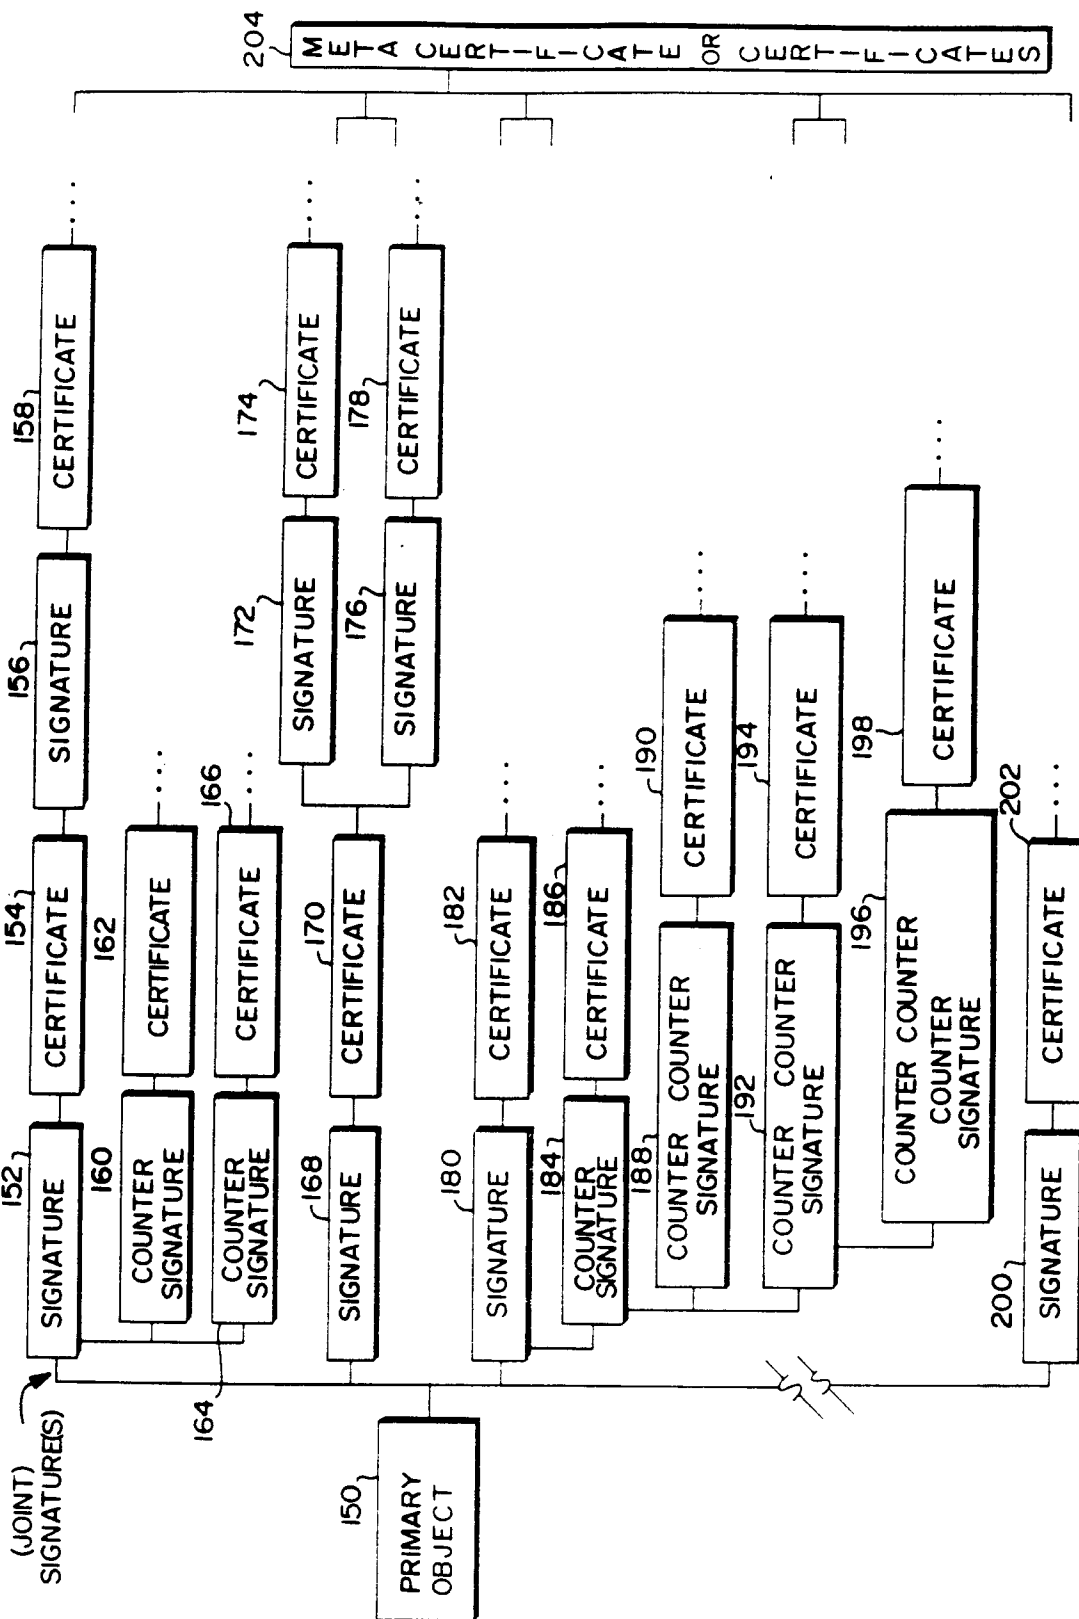 (JOINT)
SIGNATURE(S)
150
PRIMARY
OBJECT
152
SIGNATURE
154
CERTIFICATE
156
SIGNATURE
158
CERTIFICATE
....
160
COUNTER
SIGNATURE
162
CERTIFICATE
....
164
COUNTER
SIGNATURE
166
CERTIFICATE
....
168
SIGNATURE
170
CERTIFICATE
172
SIGNATURE
174
CERTIFICATE
....
176
SIGNATURE
178
CERTIFICATE
....
180
SIGNATURE
182
CERTIFICATE
....
184
COUNTER
SIGNATURE
186
CERTIFICATE
....
188
COUNTER COUNTER
SIGNATURE
190
CERTIFICATE
....
192
COUNTER COUNTER
SIGNATURE
194
CERTIFICATE
....
196
COUNTER COUNTER
COUNTER
SIGNATURE
198
CERTIFICATE
....
200
SIGNATURE
202
CERTIFICATE
....
204
META CERTIFICATE OR CERTIFICATES